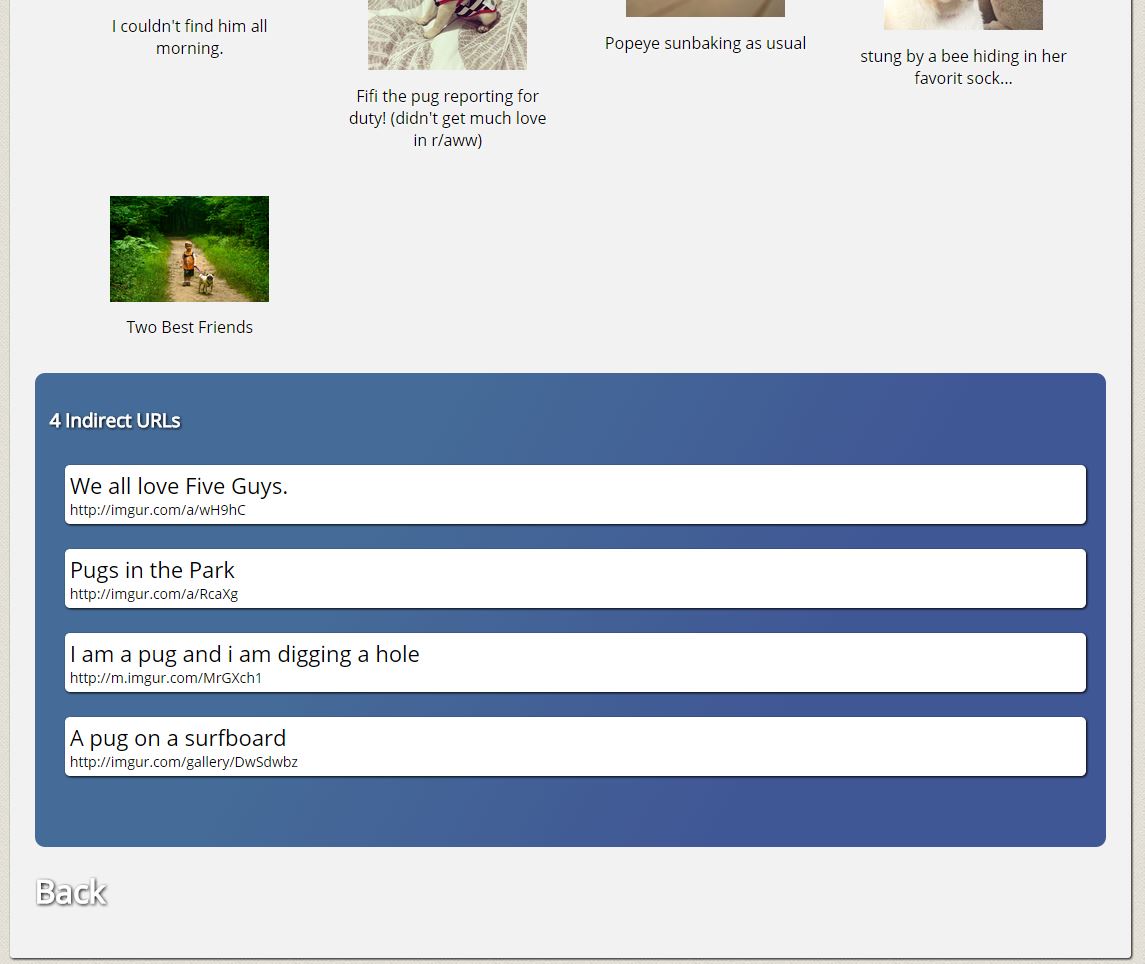 I couldn't find him all
morning.
Fifi the pug reporting for
duty! (didn't get much love
in r/aww)
Popeye sunbaking as usual
stung by a bee hiding in her
favorit sock...
Two Best Friends
4 Indirect URLs
We all love Five Guys.
http://imgur.com/a/wH9hC
Pugs in the Park
http://imgur.com/a/RcaXg
I am a pug and i am digging a hole
http://m.imgur.com/MrGXch1
A pug on a surfboard
http://imgur.com/gallery/DwSdwbz
Back